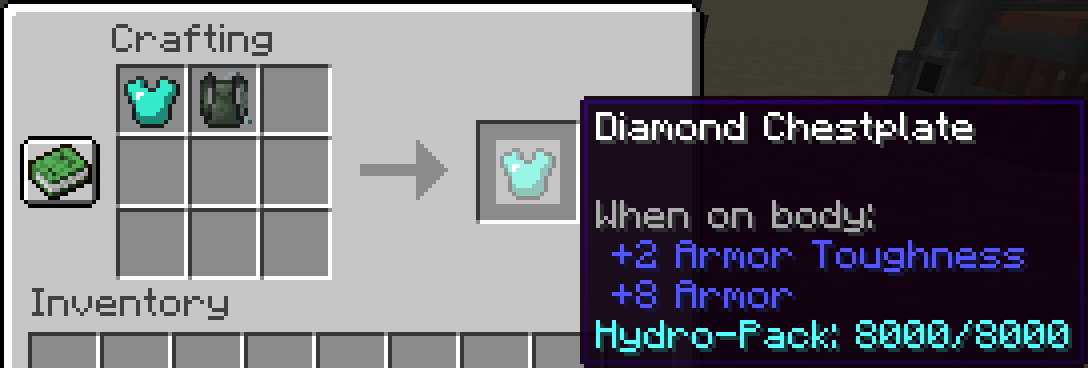 Crafting
Diamond Chestplate
When on body:
+2 Armor Toughness
+8 Armor
Hydro-Pack: 8000/8000
Inventory